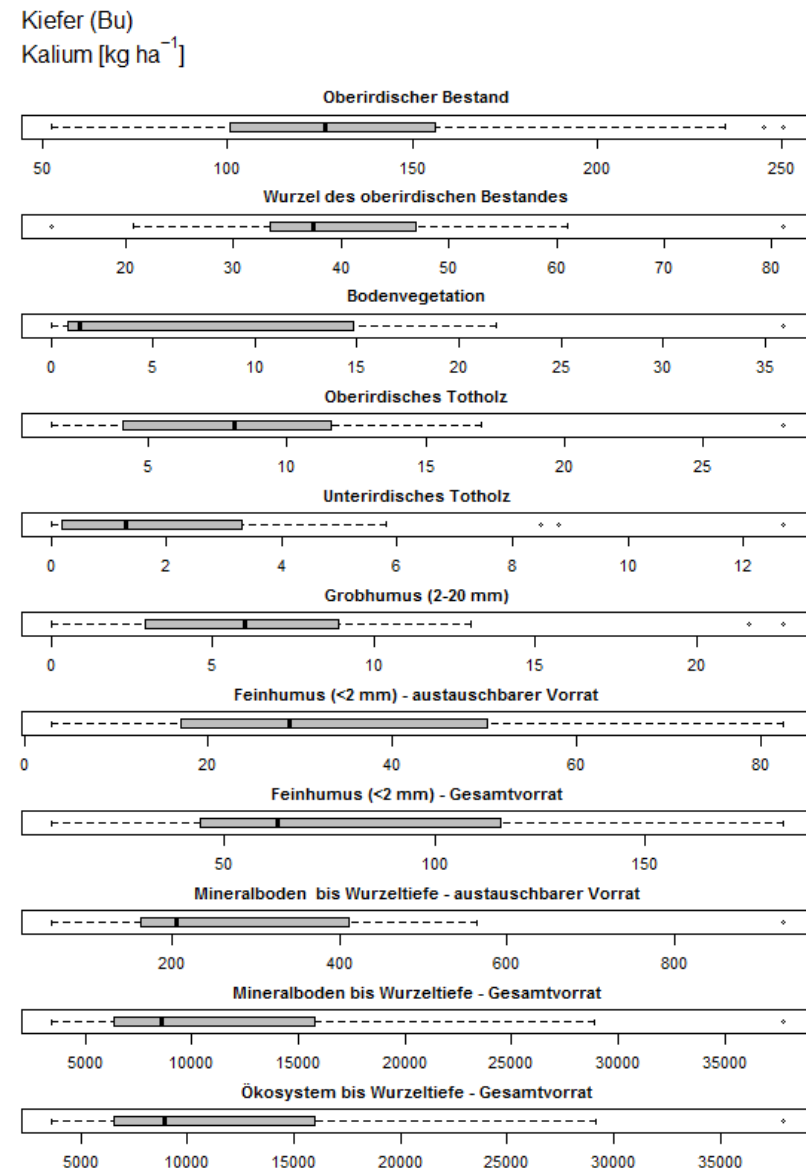 Kiefer (Bu)
Kalium [kg ha⁻¹]
Oberirdischer Bestand
50 100 150 200 250
Wurzel des oberirdischen Bestandes
20 30 40 50 60 70 80
Bodenvegetation
0 5 10 15 20 25 30 35
Oberirdisches Totholz
5 10 15 20 25
Unterirdisches Totholz
0 2 4 6 8 10 12
Grobhumus (2-20 mm)
0 5 10 15 20
Feinhumus (<2 mm) - austauschbarer Vorrat
0 20 40 60 80
Feinhumus (<2 mm) - Gesamtvorrat
50 100 150
Mineralboden  bis Wurzeltiefe - austauschbarer Vorrat
200 400 600 800
Mineralboden bis Wurzeltiefe - Gesamtvorrat
5000 10000 15000 20000 25000 30000 35000
Ökosystem bis Wurzeltiefe - Gesamtvorrat
5000 10000 15000 20000 25000 30000 35000